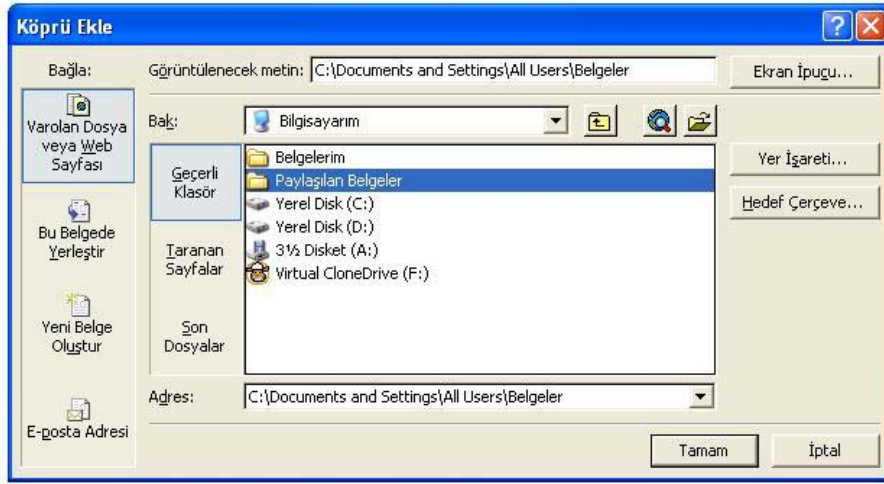 Köprü Ekle
Bağla:
Görüntülenecek metin: C:\Documents and Settings\All Users\Belgeler
Ekran İpucu...
Varolan Dosya
veya Web
Sayfası
Bak: Bilgisayarım
Geçerli
Klasör
Belgelerim
Paylaşılan Belgeler
Yerel Disk (C:)
Yerel Disk (D:)
3½ Disket (A:)
Virtual CloneDrive (F:)
Yer İşareti...
Hedef Çerçeve...
Bu Belgede
Yerleştir
Taranan
Sayfalar
Yeni Belge
Oluştur
Son
Dosyalar
Adres: C:\Documents and Settings\All Users\Belgeler
E-posta Adresi
Tamam
İptal